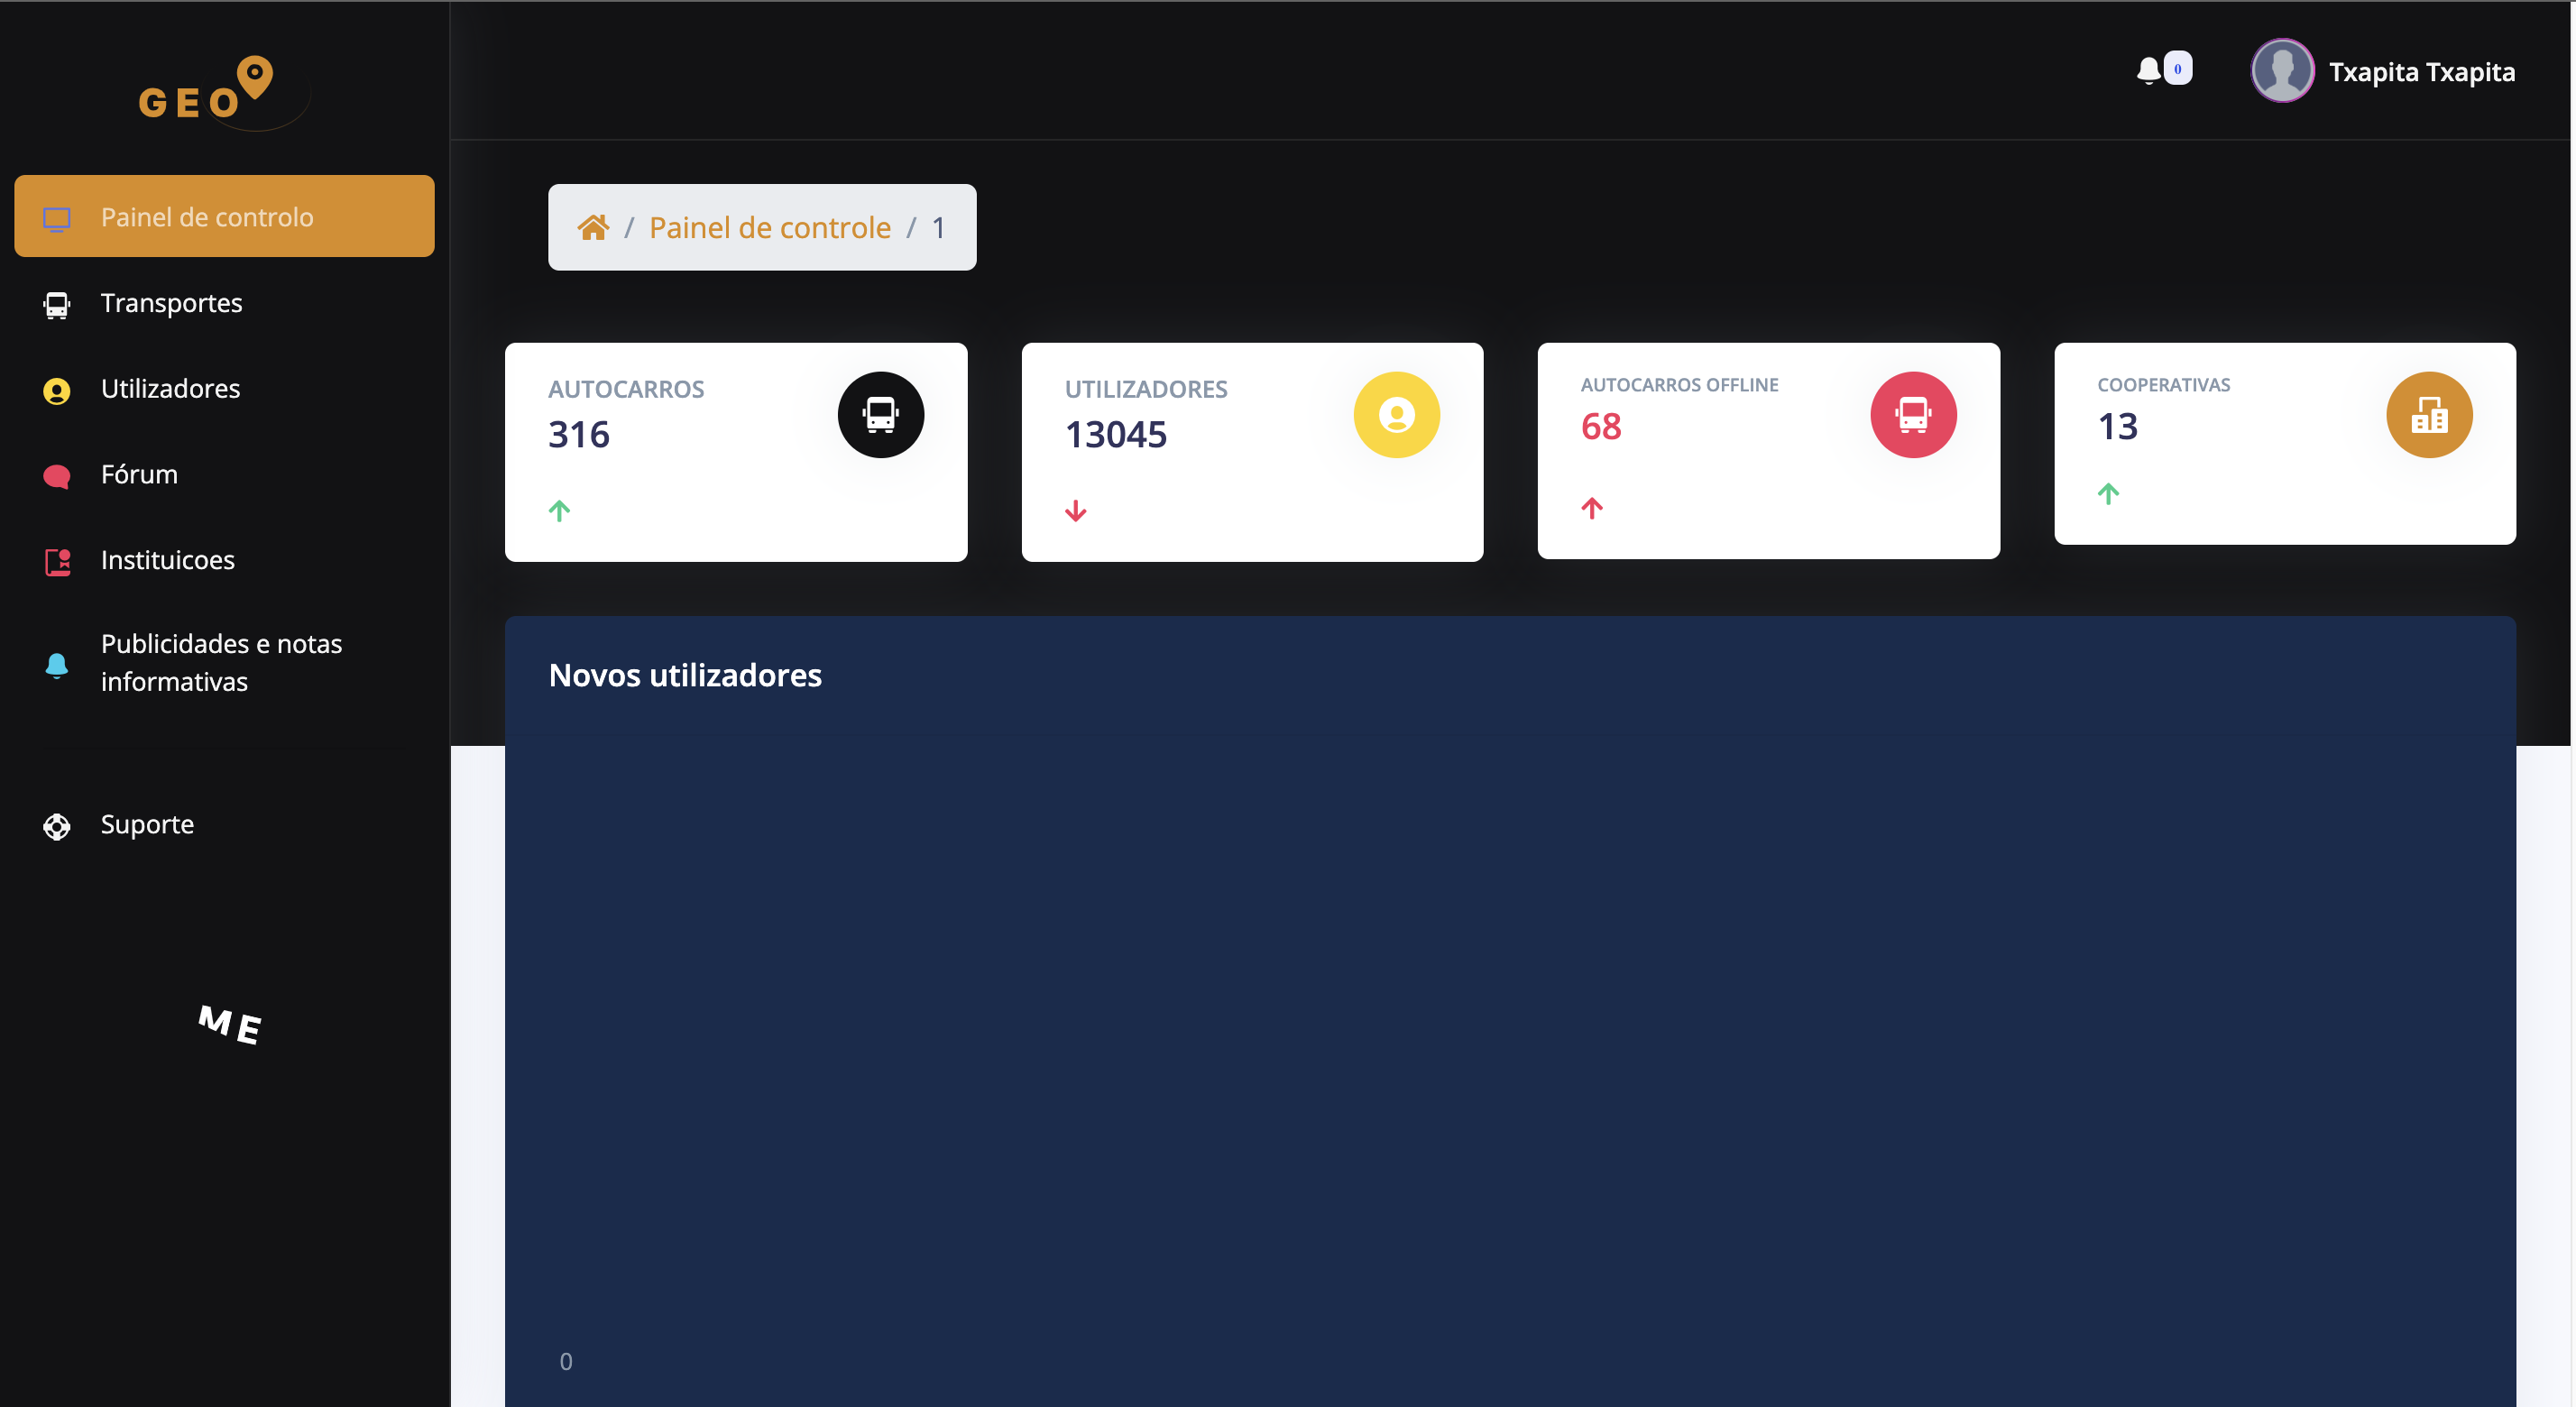 GEO
Painel de controlo
Transportes
Utilizadores
Fórum
Instituicoes
Publicidades e notas
informativas
Suporte
ME
0
Txapita Txapita
/ Painel de controle / 1
AUTOCARROS
316
UTILIZADORES
13045
AUTOCARROS OFFLINE
68
COOPERATIVAS
13
Novos utilizadores
0